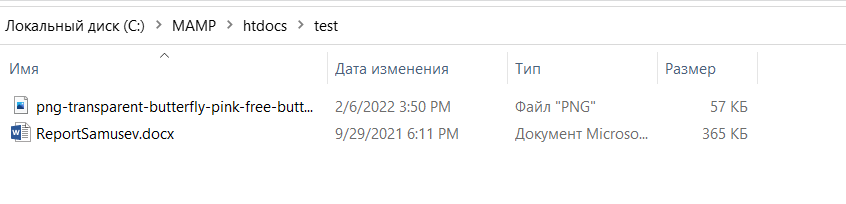 Локальный диск (C:) > MAMP > htdocs > test
Имя Дата изменения Тип Размер
png-transparent-butterfly-pink-free-butt... 2/6/2022 3:50 PM Файл "PNG" 57 КБ
ReportSamusev.docx 9/29/2021 6:11 PM Документ Microso... 365 КБ